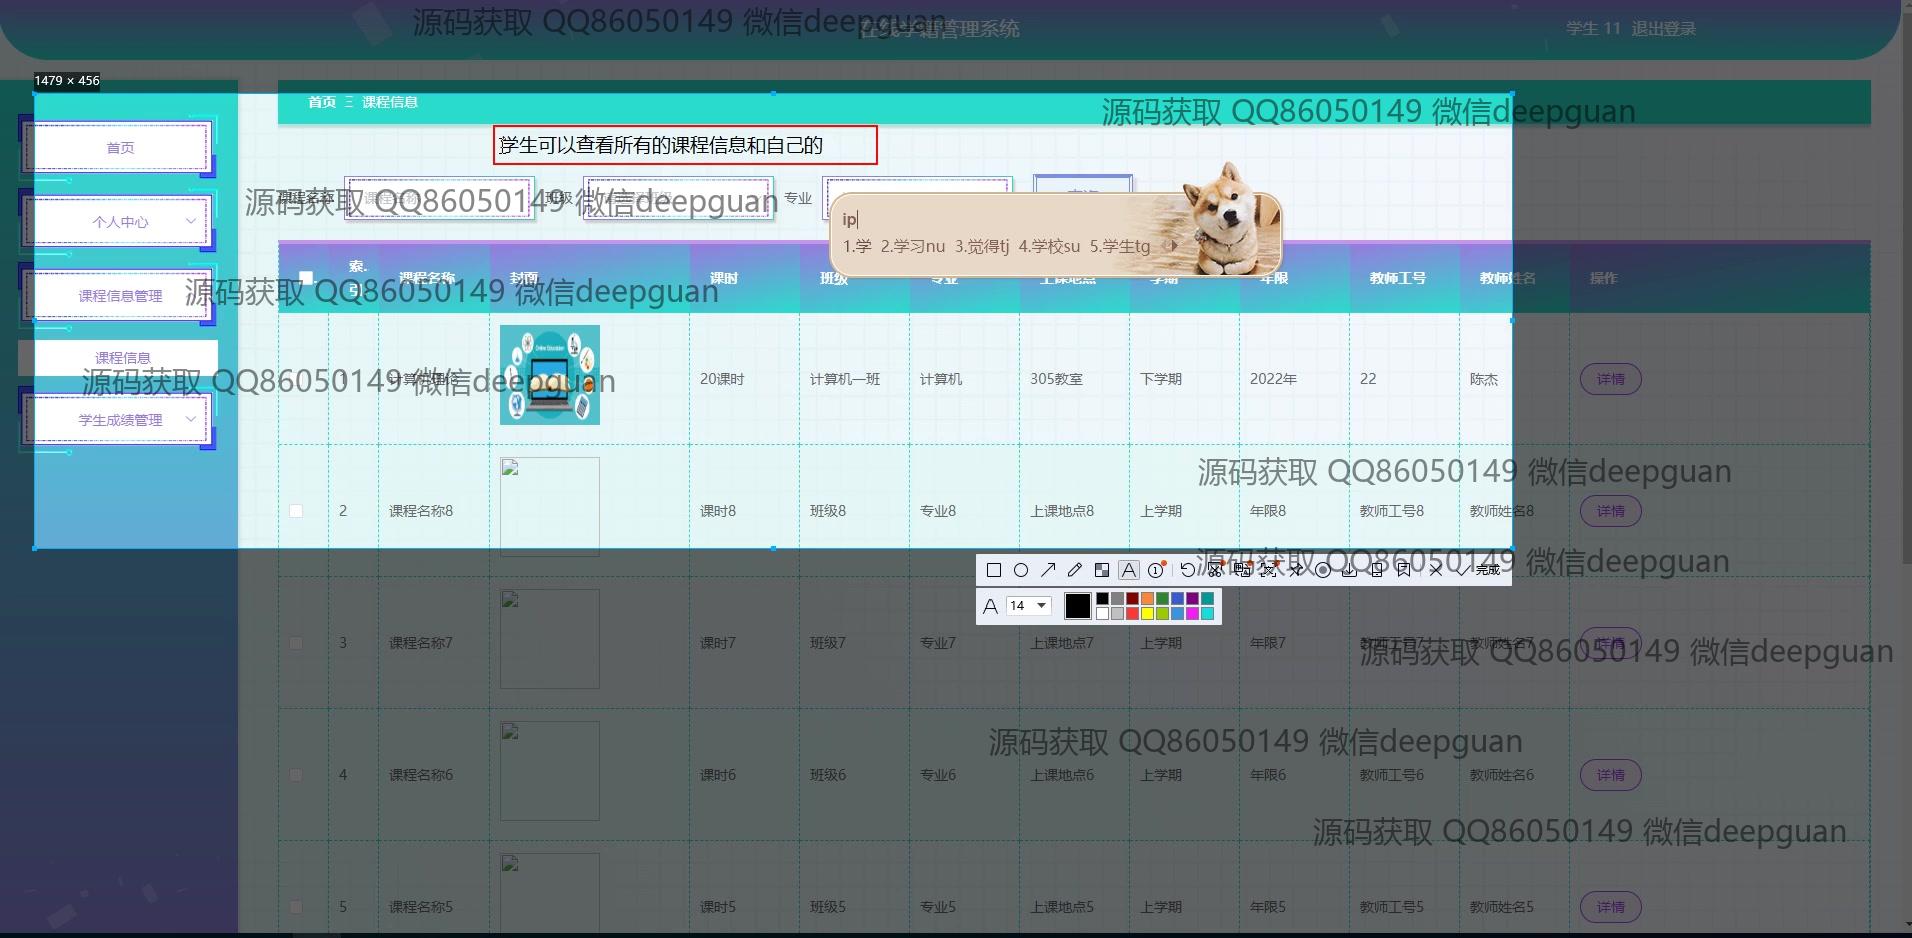 源码获取 QQ86050149 微信deepguan
在线学籍管理系统
学生 11 退出登录
1479 × 456
首页 三 课程信息
源码获取 QQ86050149 微信deepguan
学生可以查看所有的课程信息和自己的
首页
课程名称 课程名称 班级 专业 查询
源码获取 QQ86050149 微信deepguan
ip
1.学 2.学习nu 3.觉得tj 4.学校su 5.学生tg
个人中心
索..引 课程名称 封面 课时 班级 专业 上课地点 学期 年限 教师工号 教师姓名 操作
课程信息管理
源码获取 QQ86050149 微信deepguan
课程信息
Online Education
1 20课时 计算机一班 计算机 305教室 下学期 2022年 22 陈杰 详情
源码获取 QQ86050149 微信deepguan
学生成绩管理
源码获取 QQ86050149 微信deepguan
2 课程名称8 课时8 班级8 专业8 上课地点8 上学期 年限8 教师工号8 教师姓名8 详情
源码获取 QQ86050149 微信deepguan
完成
14
3 课程名称7 课时7 班级7 专业7 上课地点7 上学期 年限7 教师工号7 教师姓名7 详情
源码获取 QQ86050149 微信deepguan
源码获取 QQ86050149 微信deepguan
4 课程名称6 课时6 班级6 专业6 上课地点6 上学期 年限6 教师工号6 教师姓名6 详情
源码获取 QQ86050149 微信deepguan
5 课程名称5 课时5 班级5 专业5 上课地点5 上学期 年限5 教师工号5 教师姓名5 详情